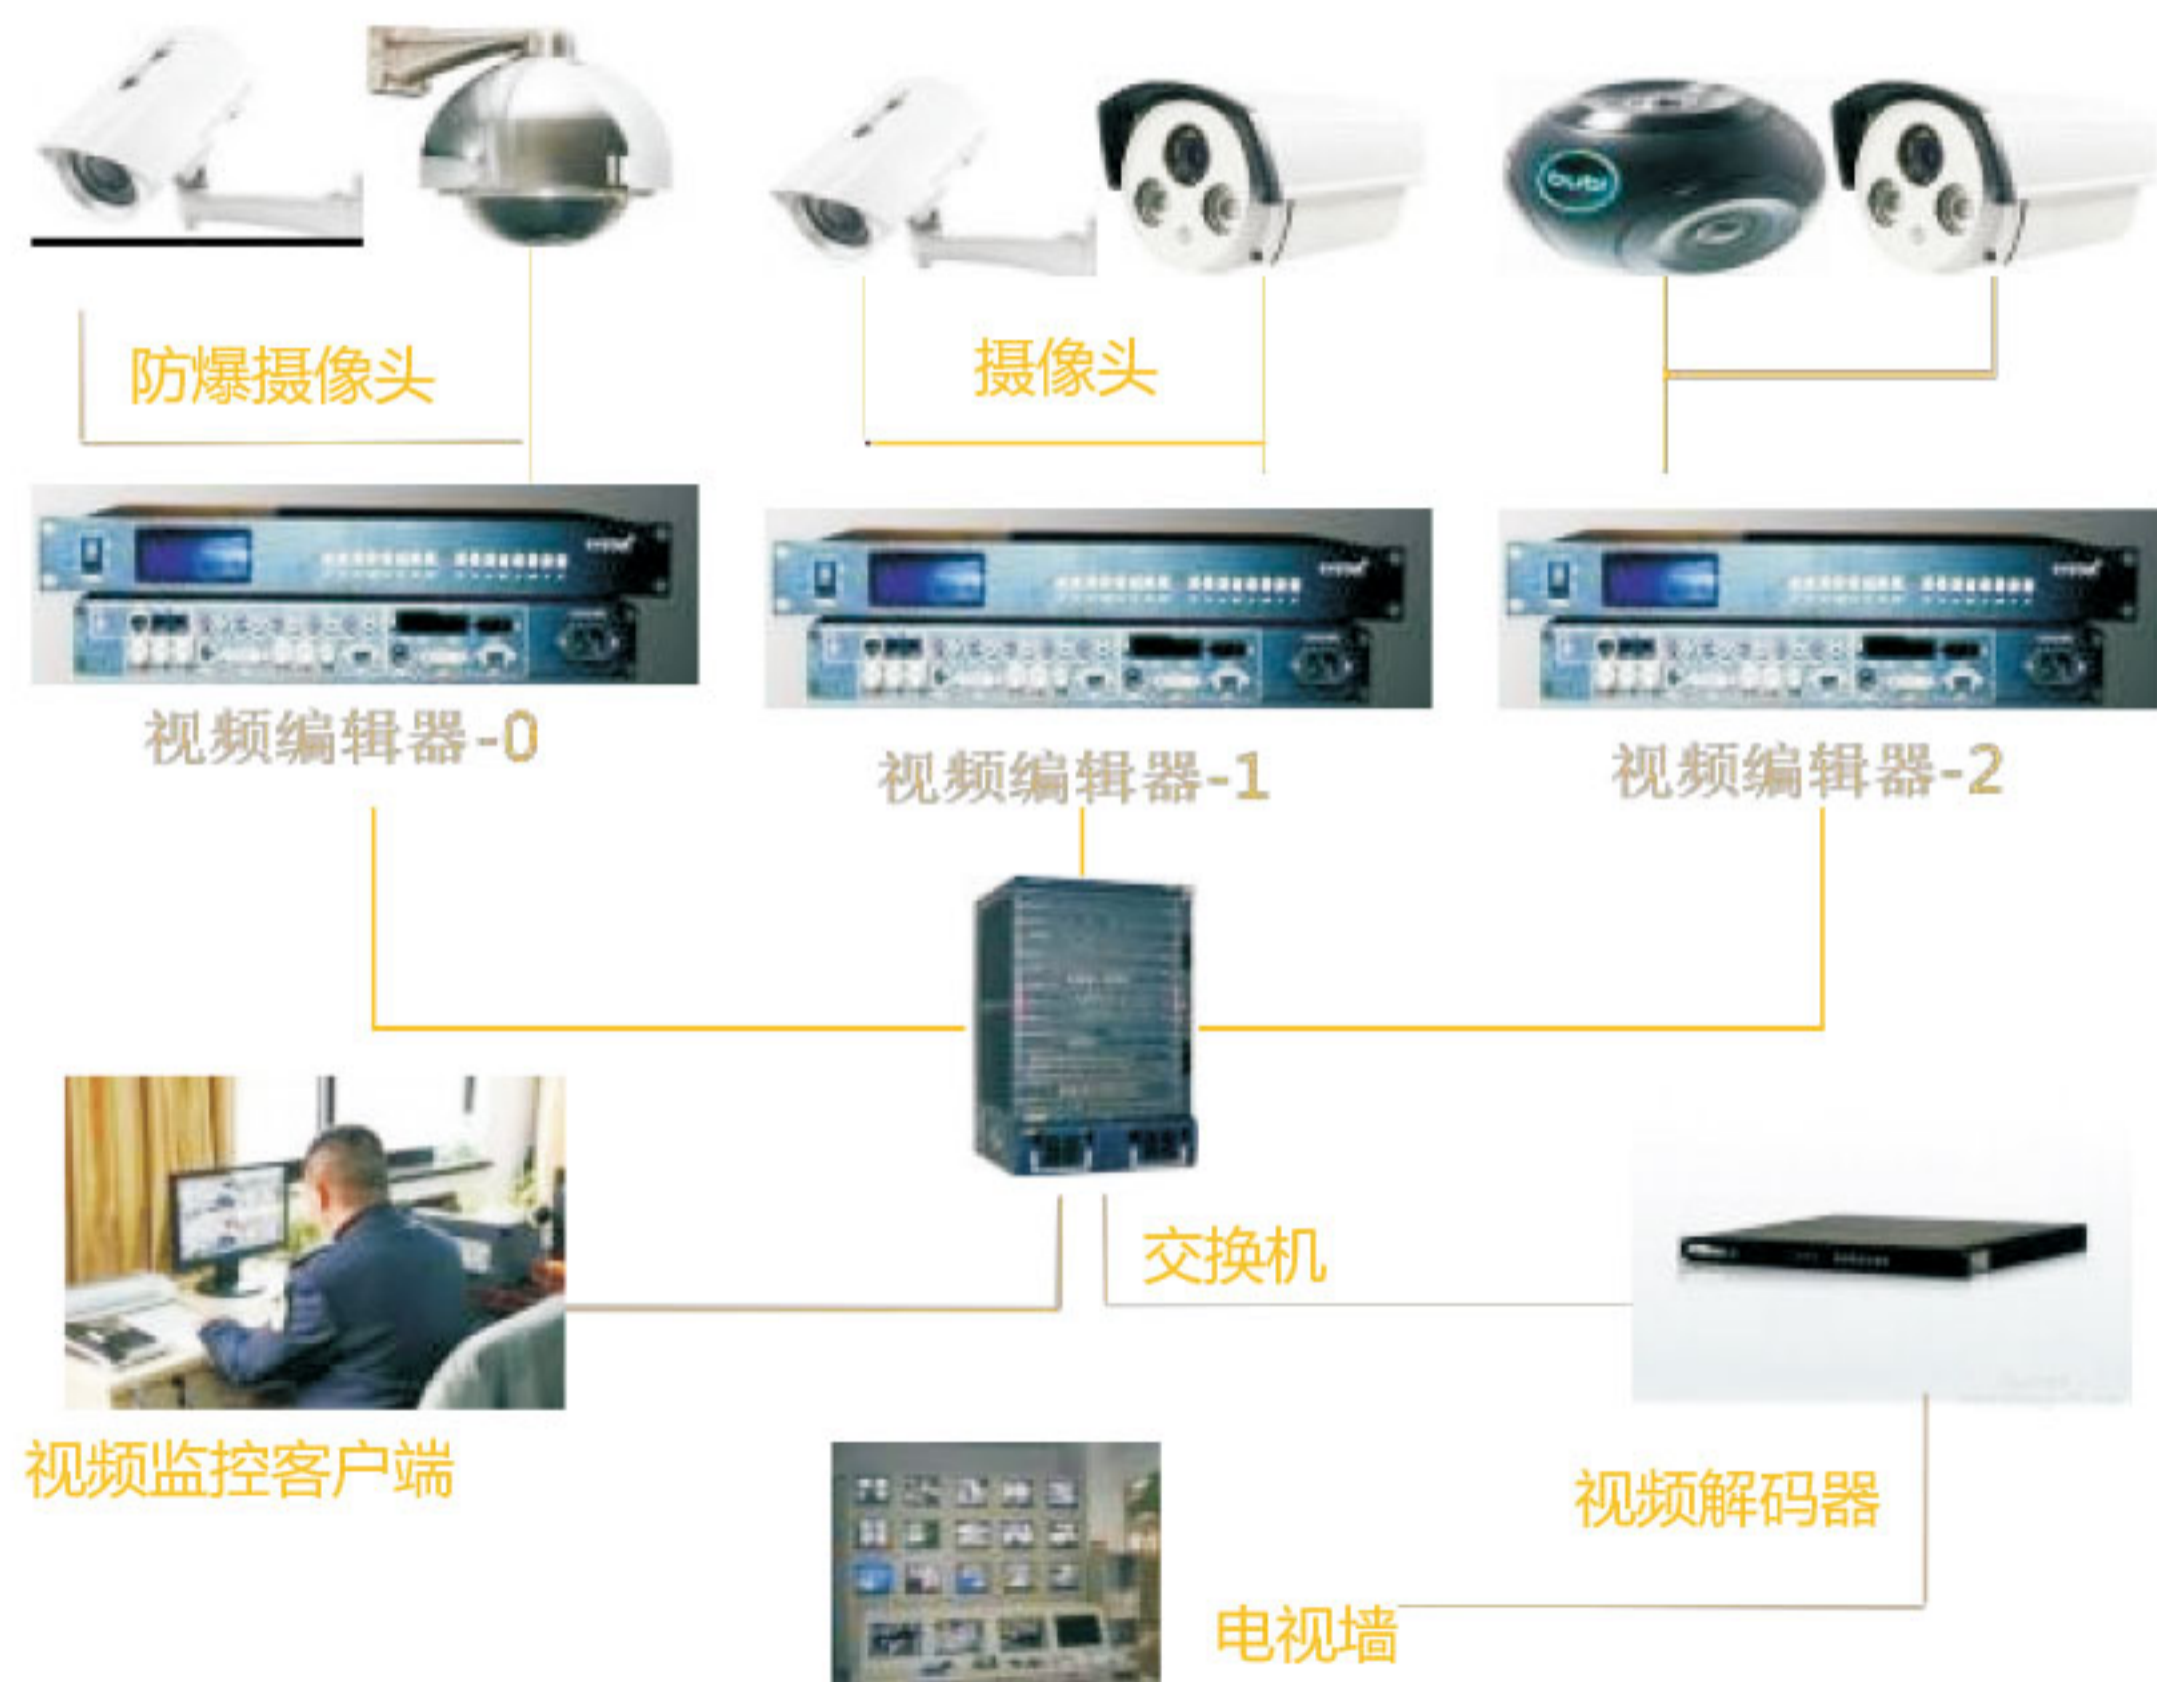 bubl
防爆摄像头
摄像头
视频编辑器-0
视频编辑器-1
视频编辑器-2
交换机
视频监控客户端
视频解码器
电视墙